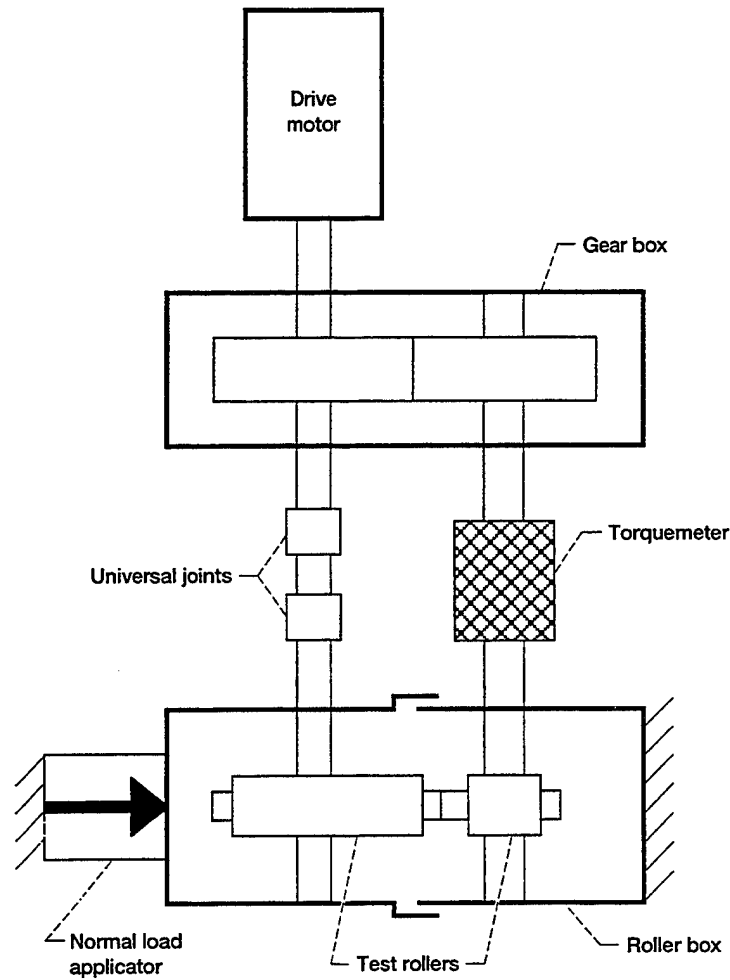 Drive
motor
Gear box
Torquemeter
Universal joints
Normal load
applicator
Test rollers
Roller box